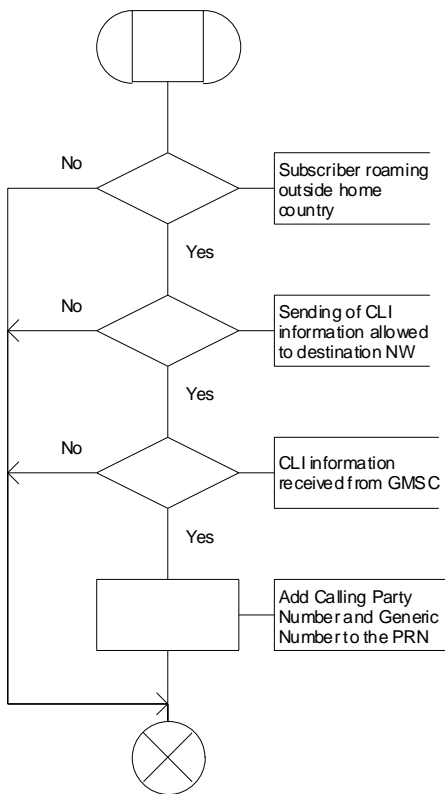 No
Subscriber roaming
outside home
country
Yes
No
Sending of CLI
information allowed
to destination NW
Yes
No
CLI information
received from GMSC
Yes
Add Calling Party
Number and Generic
Number to the PRN